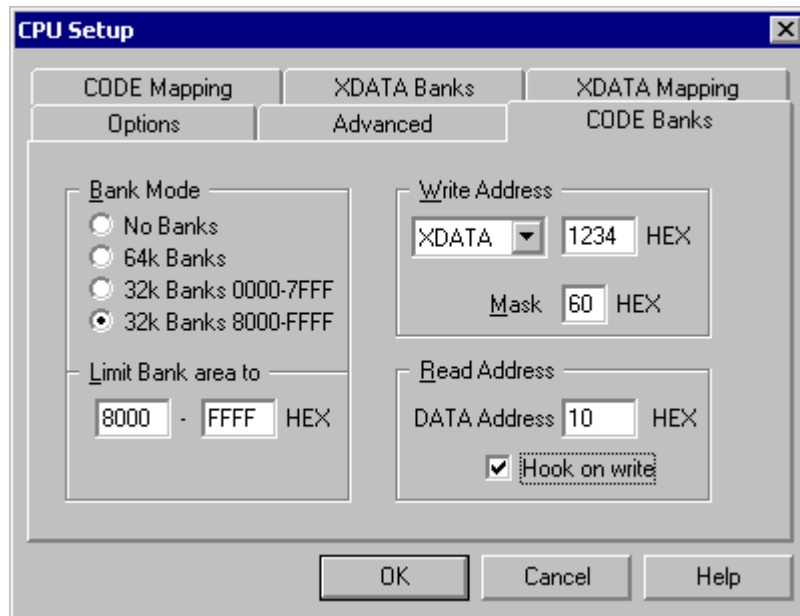 CPU Setup
CODE Mapping XDATA Banks XDATA Mapping
Options Advanced CODE Banks
Bank Mode
No Banks
64k Banks
32k Banks 0000-7FFF
32k Banks 8000-FFFF
Limit Bank area to
8000 - FFFF HEX
Write Address
XDATA 1234 HEX
Mask 60 HEX
Read Address
DATA Address 10 HEX
Hook on write
OK Cancel Help